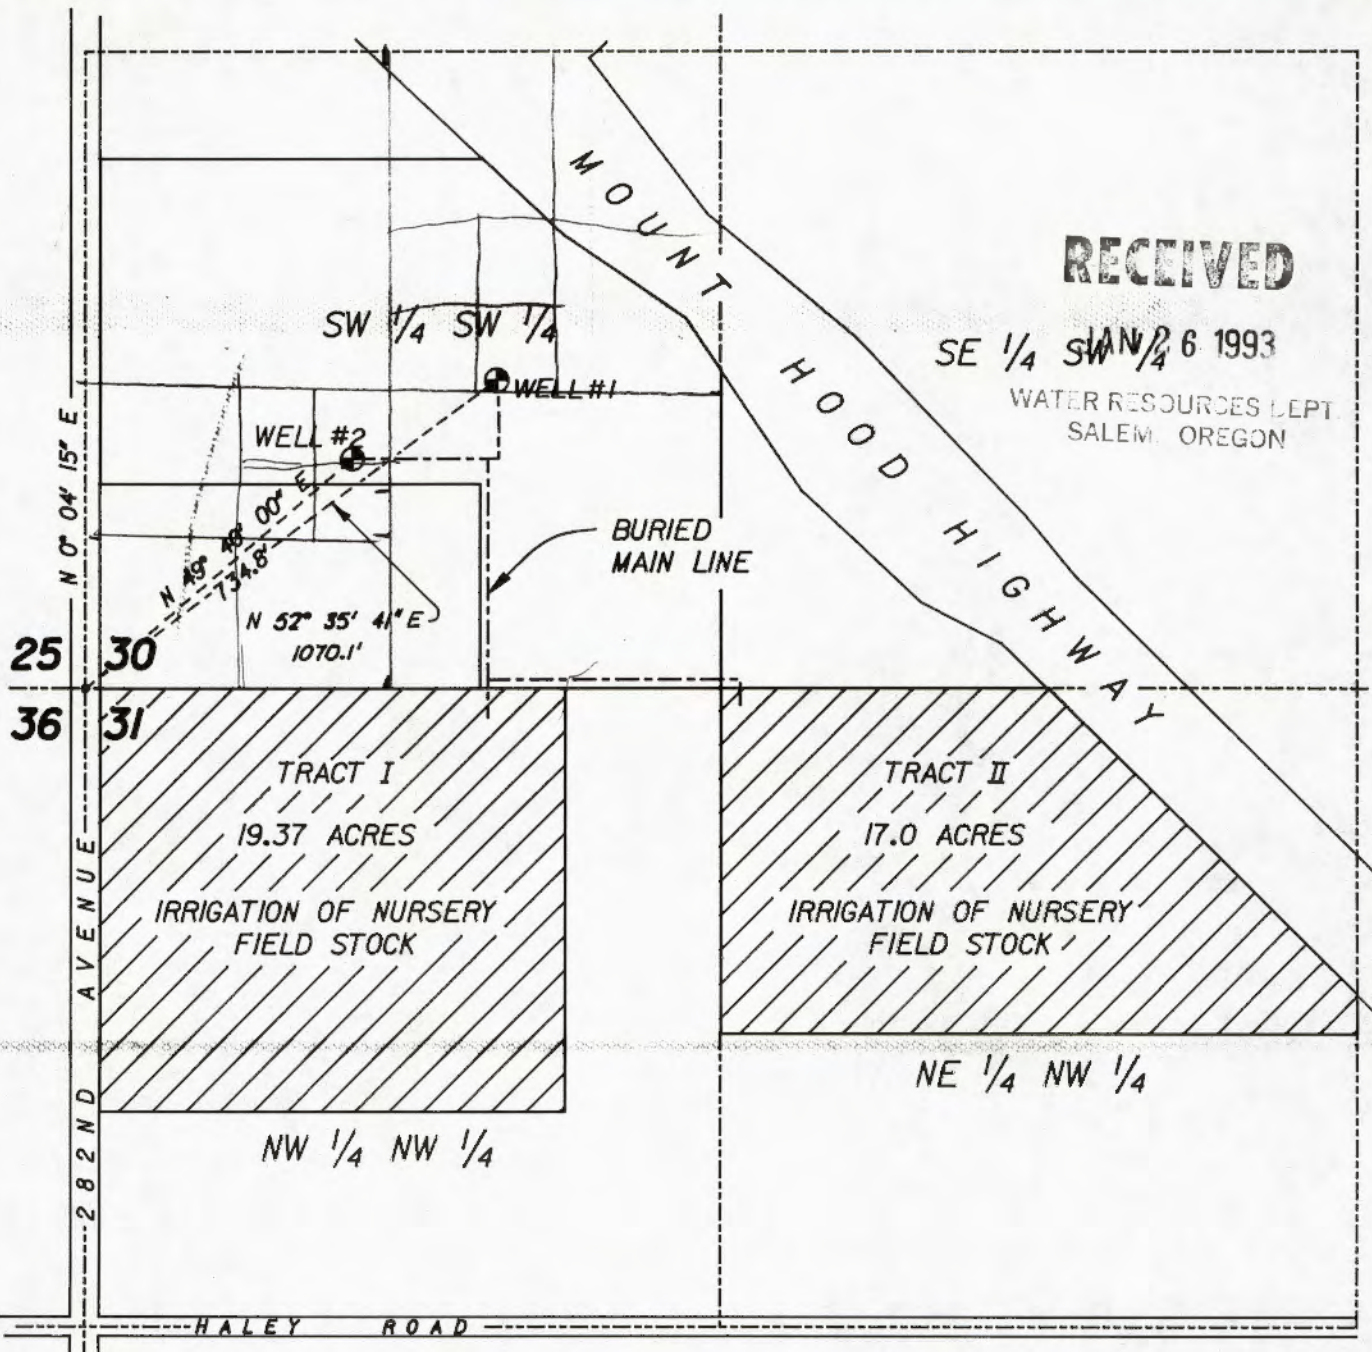 MOUNT HOOD HIGHWAY
RECEIVED
JAN 26 1993
WATER RESOURCES DEPT.
SALEM, OREGON
SW 1/4 SW 1/4
SE 1/4 SW 1/4
WELL #1
WELL #2
N 0° 04' 15" E
N 49° 48' 00" E
734.8'
N 52° 35' 41" E
1070.1'
BURIED
MAIN LINE
25 30
36 31
TRACT I
19.37 ACRES
IRRIGATION OF NURSERY
FIELD STOCK
TRACT II
17.0 ACRES
IRRIGATION OF NURSERY
FIELD STOCK
NW 1/4 NW 1/4
NE 1/4 NW 1/4
282ND AVENUE
HALEY ROAD